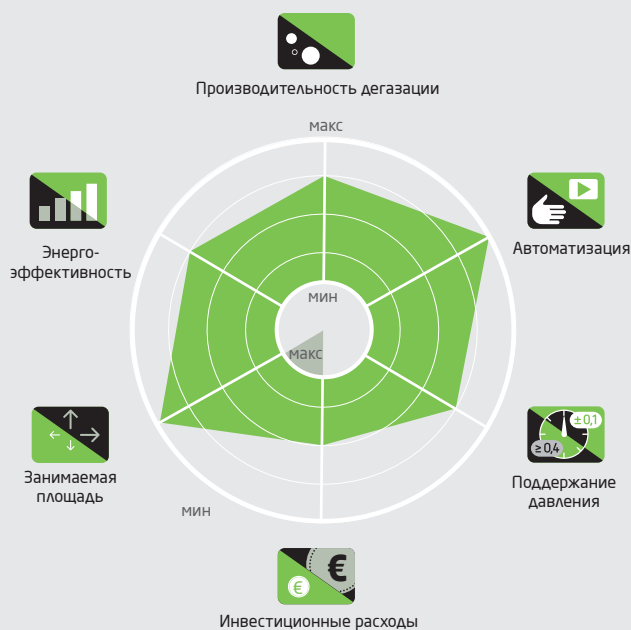 Производительность дегазации
макс
Энерго-
эффективность
Автоматизация
мин
макс
±0,1
≥0,4
Занимаемая
площадь
Поддержание
давления
мин
€
€
Инвестиционные расходы